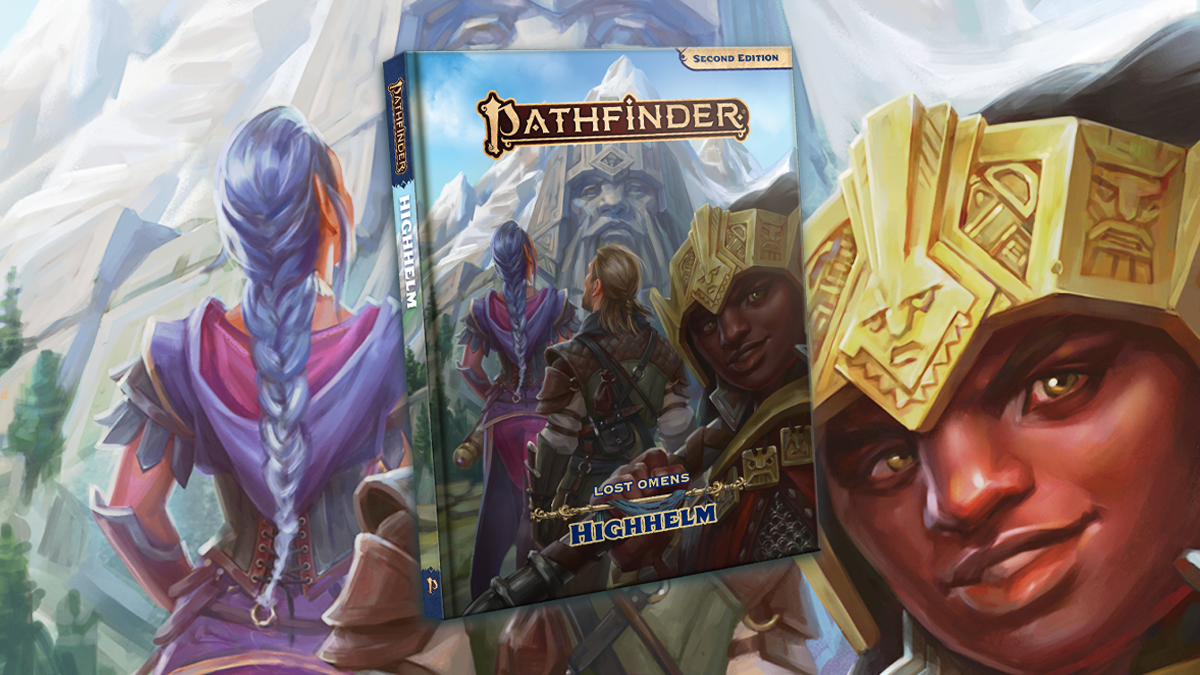 SECOND EDITION
PATHFINDER
PATHFINDER
HIGHHELM
LOST OMENS
HIGHHELM
P